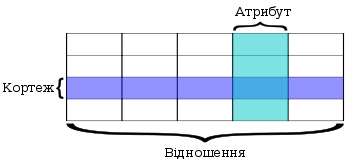 Атрибут
Кортеж
Відношення